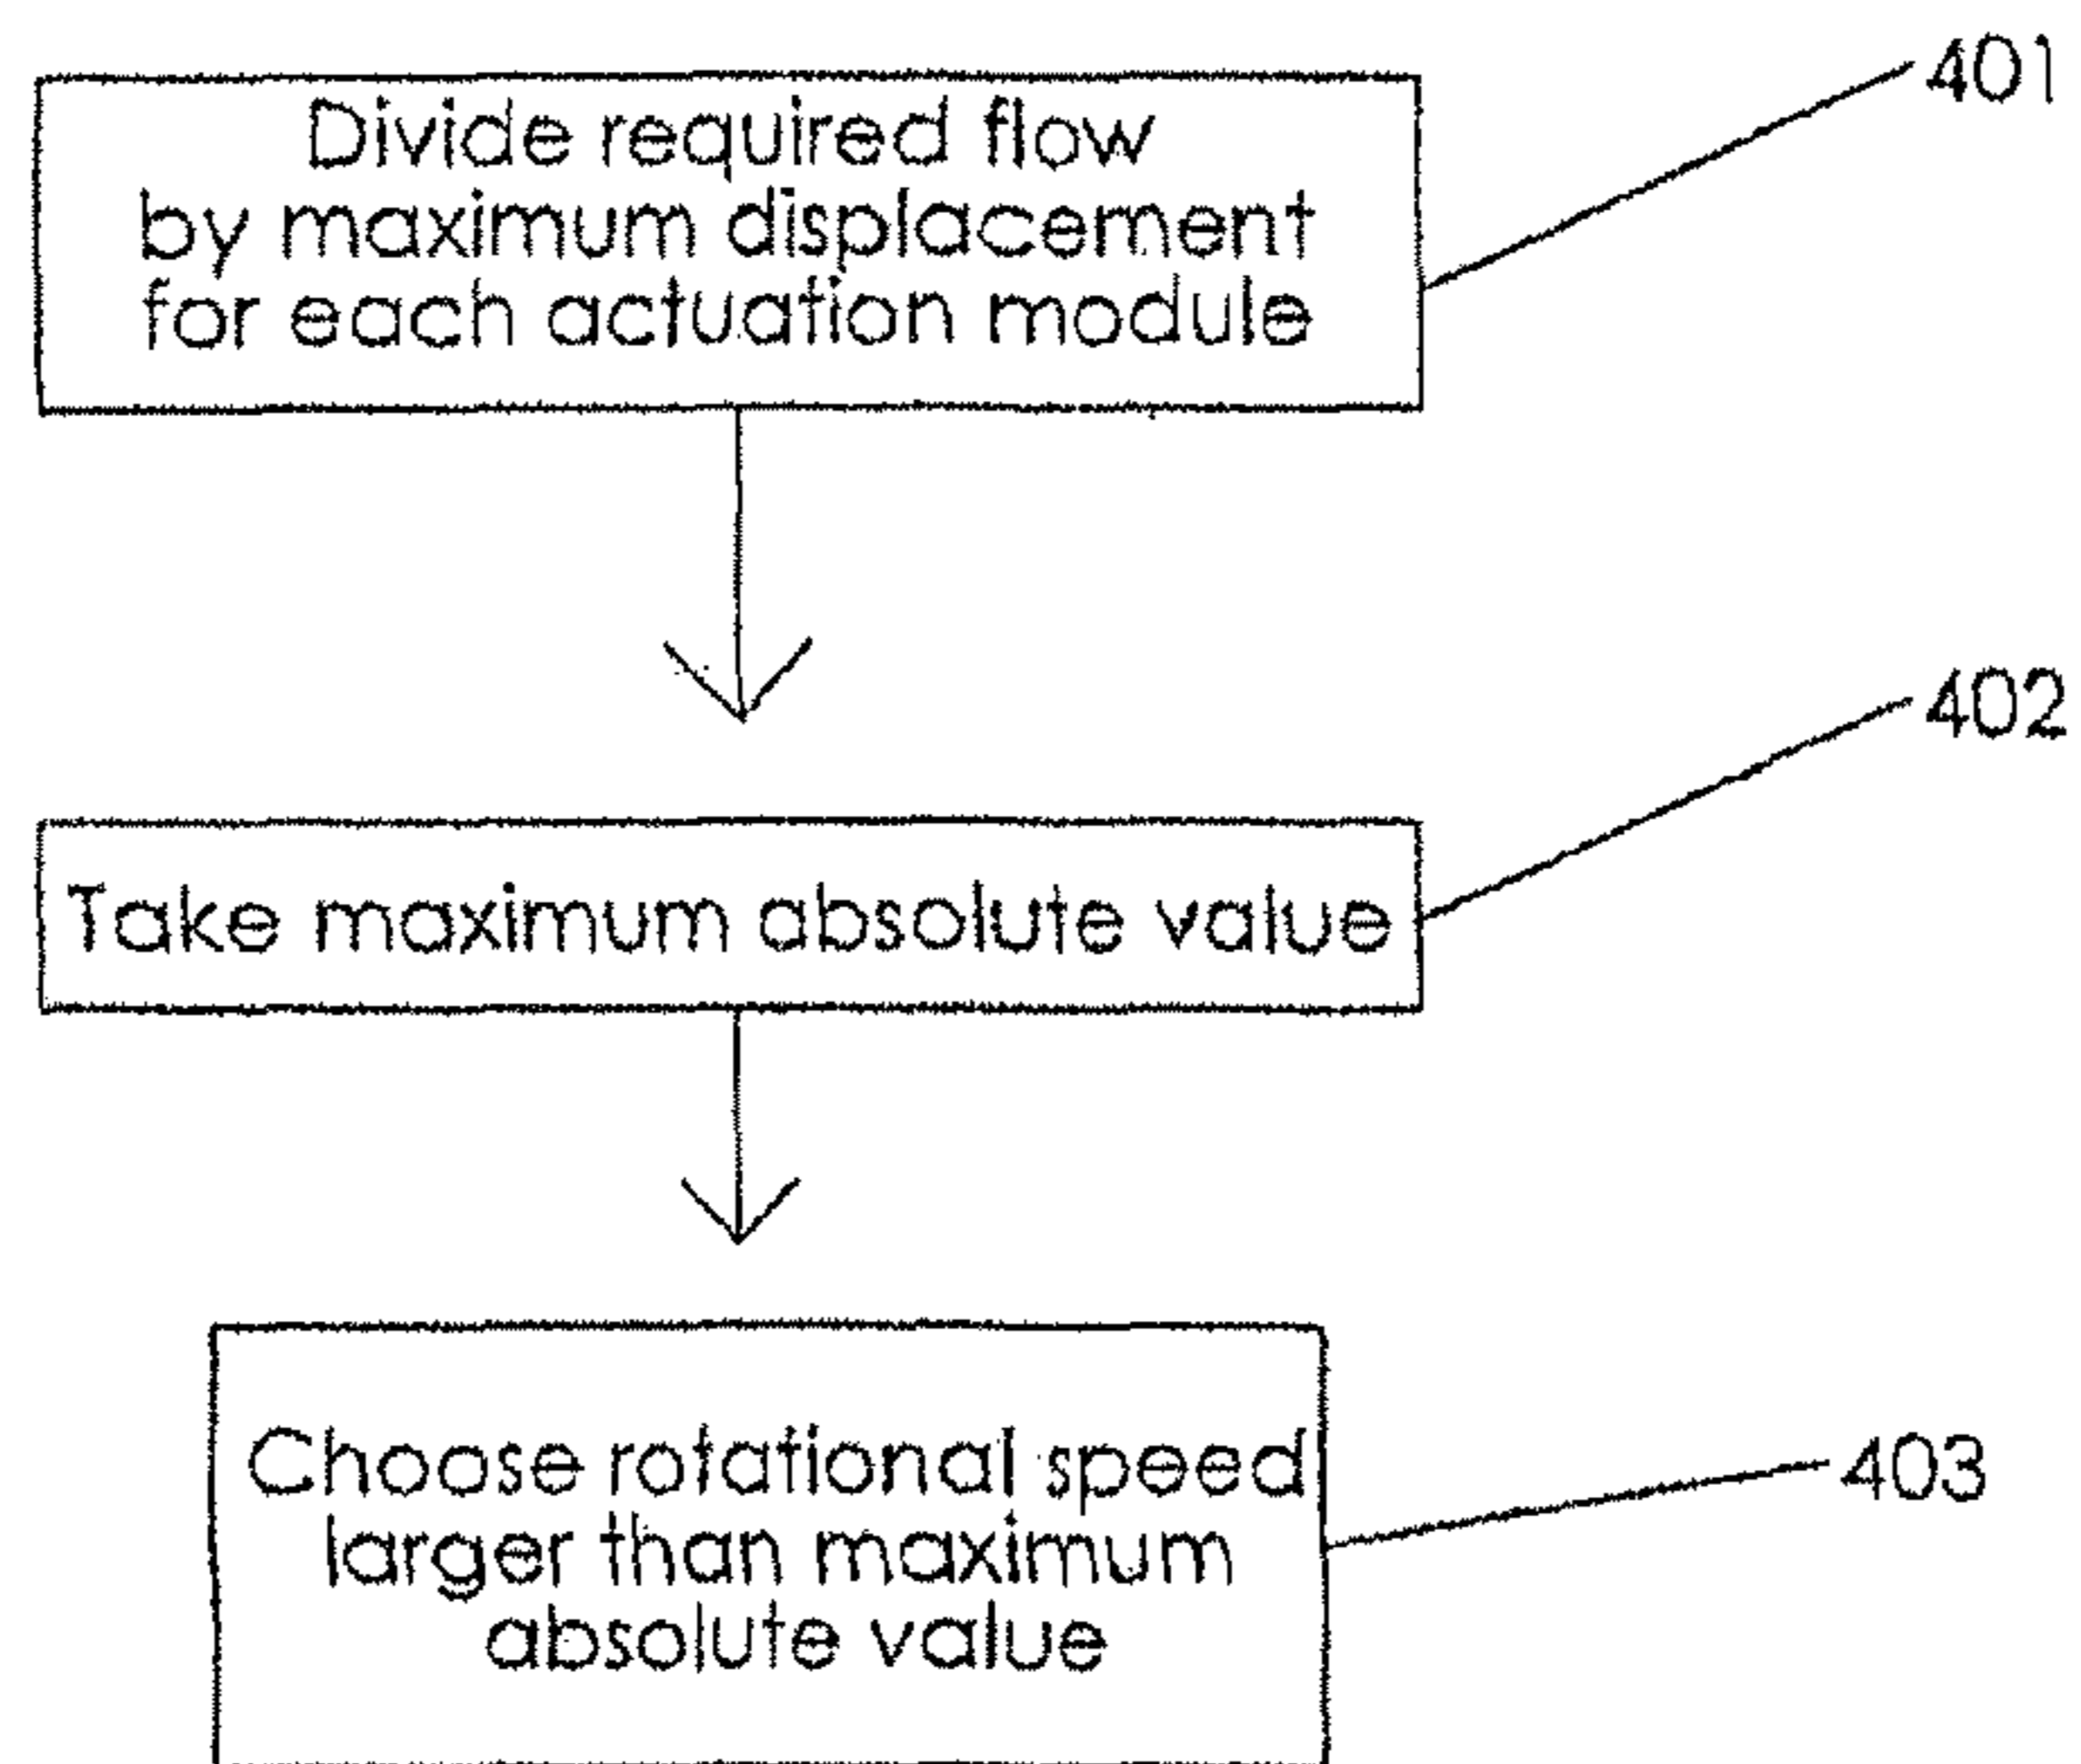 401
Divide required flow
by maximum displacement
for each actuation module
402
Take maximum absolute value
403
Choose rotational speed
larger than maximum
absolute value